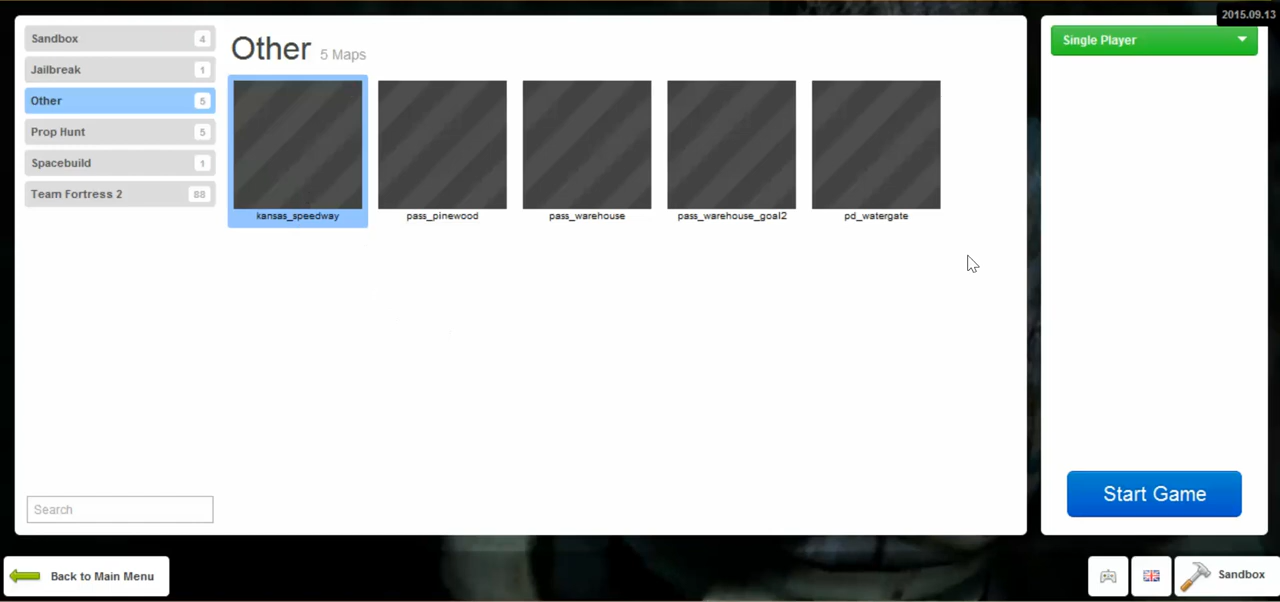 2015.09.13
Sandbox 4
Jailbreak 1
Other 5
Prop Hunt 5
Spacebuild 1
Team Fortress 2 88
Search
Other 5 Maps
kansas_speedway
pass_pinewood
pass_warehouse
pass_warehouse_goal2
pd_watergate
Single Player
Start Game
Back to Main Menu
Sandbox